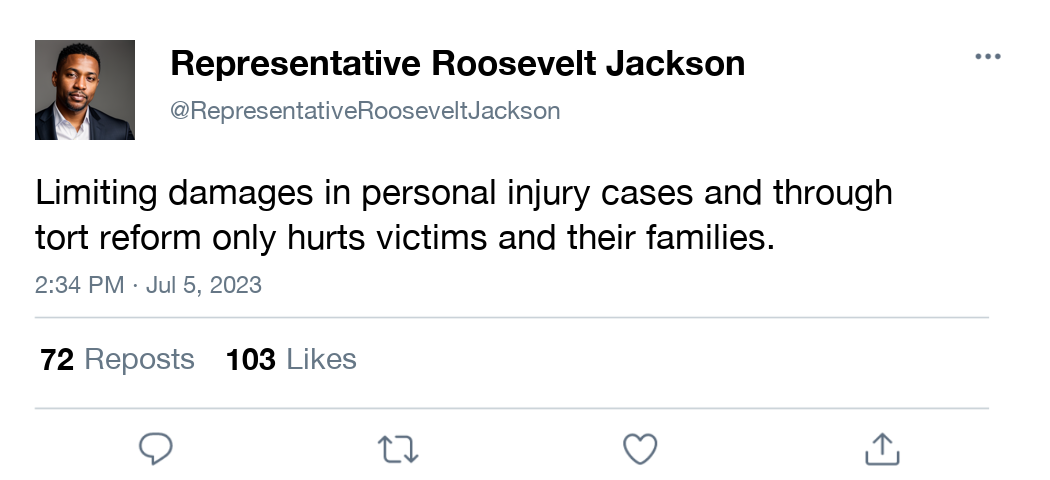 Representative Roosevelt Jackson
@RepresentativeRooseveltJackson
Limiting damages in personal injury cases and through
tort reform only hurts victims and their families.
2:34 PM · Jul 5, 2023
72 Reposts 103 Likes